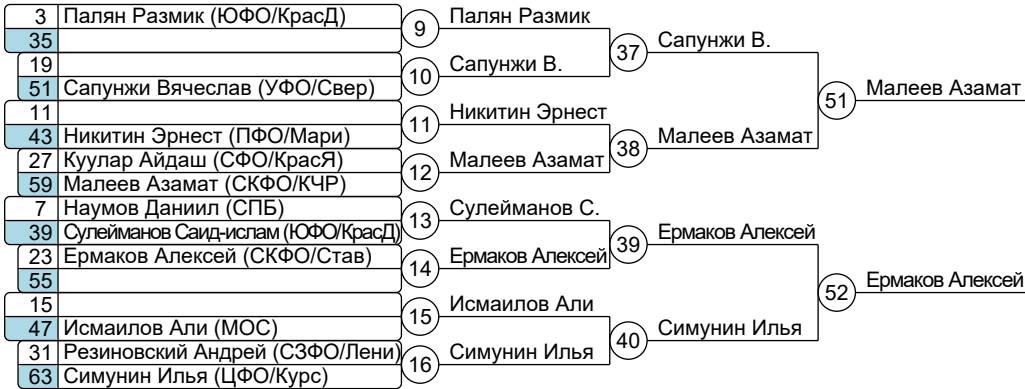 3 Палян Размик (ЮФО/КрасД) 9 Палян Размик
35
37 Сапунжи В.
19
10 Сапунжи В.
51 Сапунжи Вячеслав (УФО/Свер)
51 Малеев Азамат
11
11 Никитин Эрнест
43 Никитин Эрнест (ПФО/Мари)
38 Малеев Азамат
27 Куулар Айдаш (СФО/КрасЯ)
12 Малеев Азамат
59 Малеев Азамат (СКФО/КЧР)
7 Наумов Даниил (СПБ)
13 Сулейманов С.
39 Сулейманов Саид-ислам (ЮФО/КрасД)
39 Ермаков Алексей
23 Ермаков Алексей (СКФО/Став)
14 Ермаков Алексей
55
52 Ермаков Алексей
15
15 Исмаилов Али
47 Исмаилов Али (МОС)
40 Симунин Илья
31 Резиновский Андрей (СЗФО/Лени)
16 Симунин Илья
63 Симунин Илья (ЦФО/Курс)